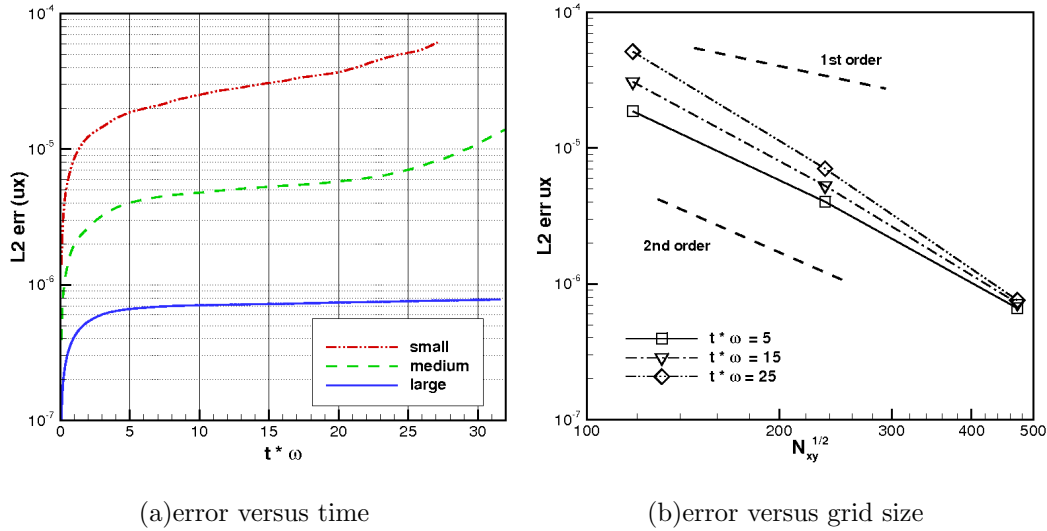 L2 err (ux)
10^-4
10^-5
10^-6
10^-7
0
5
10
15
20
25
30
t * ω
small
medium
large
(a)error versus time
L2 err ux
10^-4
10^-5
10^-6
10^-7
100
200
300
400
500
N_xy^1/2
1st order
2nd order
t * ω = 5
t * ω = 15
t * ω = 25
(b)error versus grid size